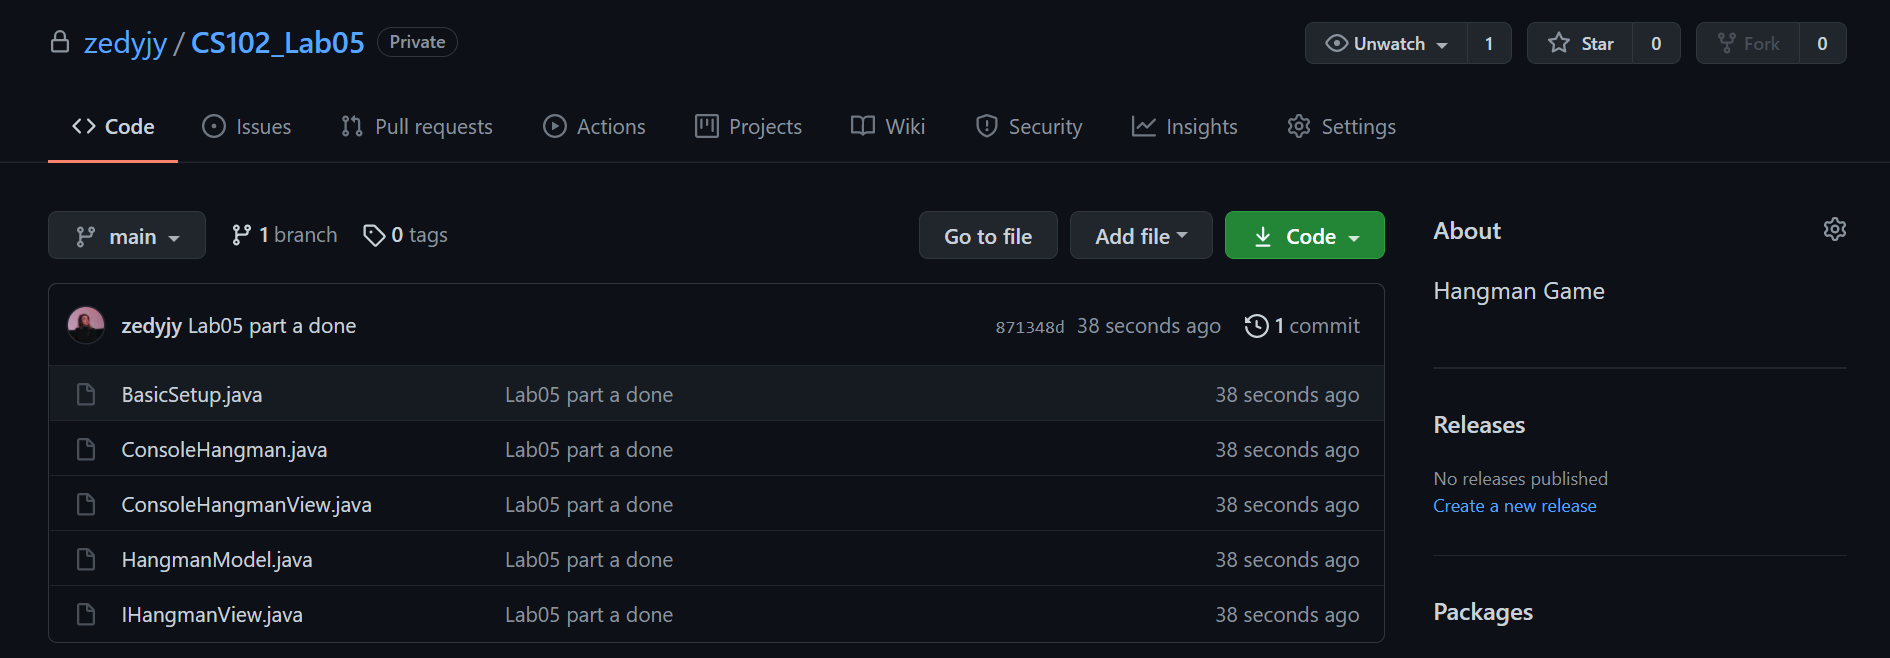 zedyjy / CS102_Lab05 Private Unwatch 1 Star 0 Fork 0
Code Issues Pull requests Actions Projects Wiki Security Insights Settings
main 1 branch 0 tags Go to file Add file Code
zedyjy Lab05 part a done 871348d 38 seconds ago 1 commit
BasicSetup.java Lab05 part a done 38 seconds ago
ConsoleHangman.java Lab05 part a done 38 seconds ago
ConsoleHangmanView.java Lab05 part a done 38 seconds ago
HangmanModel.java Lab05 part a done 38 seconds ago
IHangmanView.java Lab05 part a done 38 seconds ago
About
Hangman Game
Releases
No releases published
Create a new release
Packages